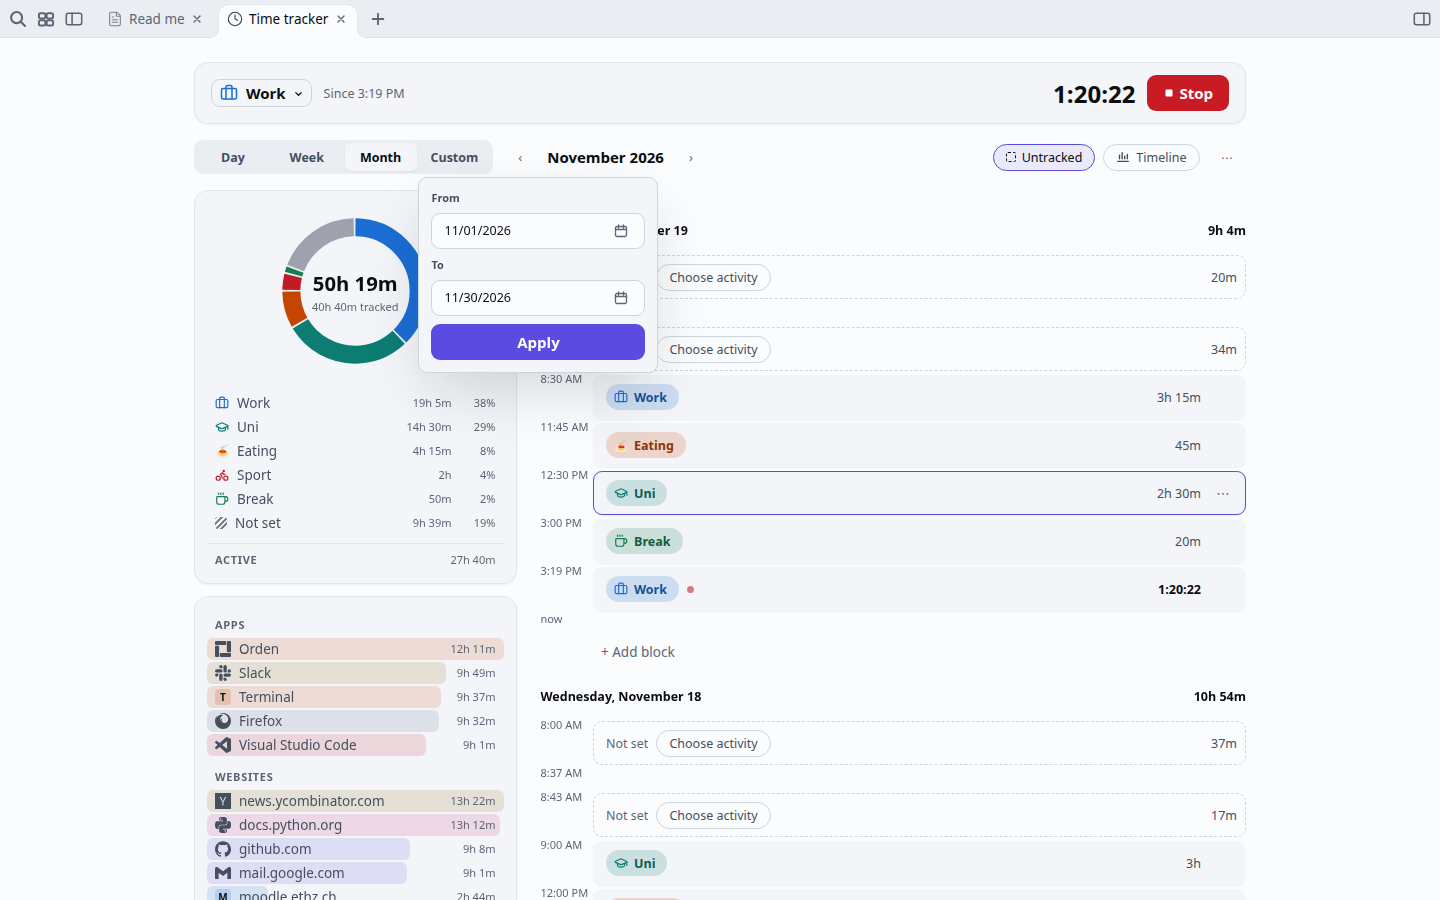 Read me
Time tracker
Work
Since 3:19 PM
1:20:22
Stop
Day
Week
Month
Custom
November 2026
Untracked
Timeline
From
11/01/2026
To
11/30/2026
Apply
50h 19m
40h 40m tracked
Work 19h 5m 38%
Uni 14h 30m 29%
Eating 4h 15m 8%
Sport 2h 4%
Break 50m 2%
Not set 9h 39m 19%
ACTIVE 27h 40m
APPS
Orden 12h 11m
Slack 9h 49m
T Terminal 9h 37m
Firefox 9h 32m
Visual Studio Code 9h 1m
WEBSITES
Y news.ycombinator.com 13h 22m
docs.python.org 13h 12m
github.com 9h 8m
M mail.google.com 9h 1m
M moodle.ethz.ch 2h 44m
er 19 9h 4m
Choose activity 20m
Choose activity 34m
8:30 AM
Work 3h 15m
11:45 AM
Eating 45m
12:30 PM
Uni 2h 30m ···
3:00 PM
Break 20m
3:19 PM
Work 1:20:22
now
+ Add block
Wednesday, November 18 10h 54m
8:00 AM
Not set Choose activity 37m
8:37 AM
8:43 AM
Not set Choose activity 17m
9:00 AM
Uni 3h
12:00 PM